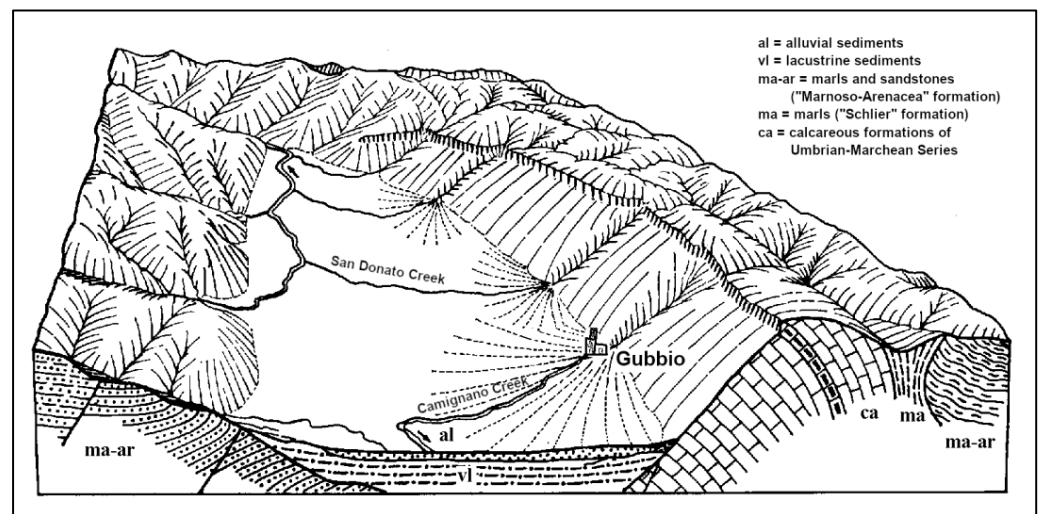 al = alluvial sediments
vl = lacustrine sediments
ma-ar = marls and sandstones
("Marnoso-Arenacea" formation)
ma = marls ("Schlier" formation)
ca = calcareous formations of
Umbrian-Marchean Series
San Donato Creek
Gubbio
Camignano Creek
al
vl
ma-ar
ca
ma
ma-ar